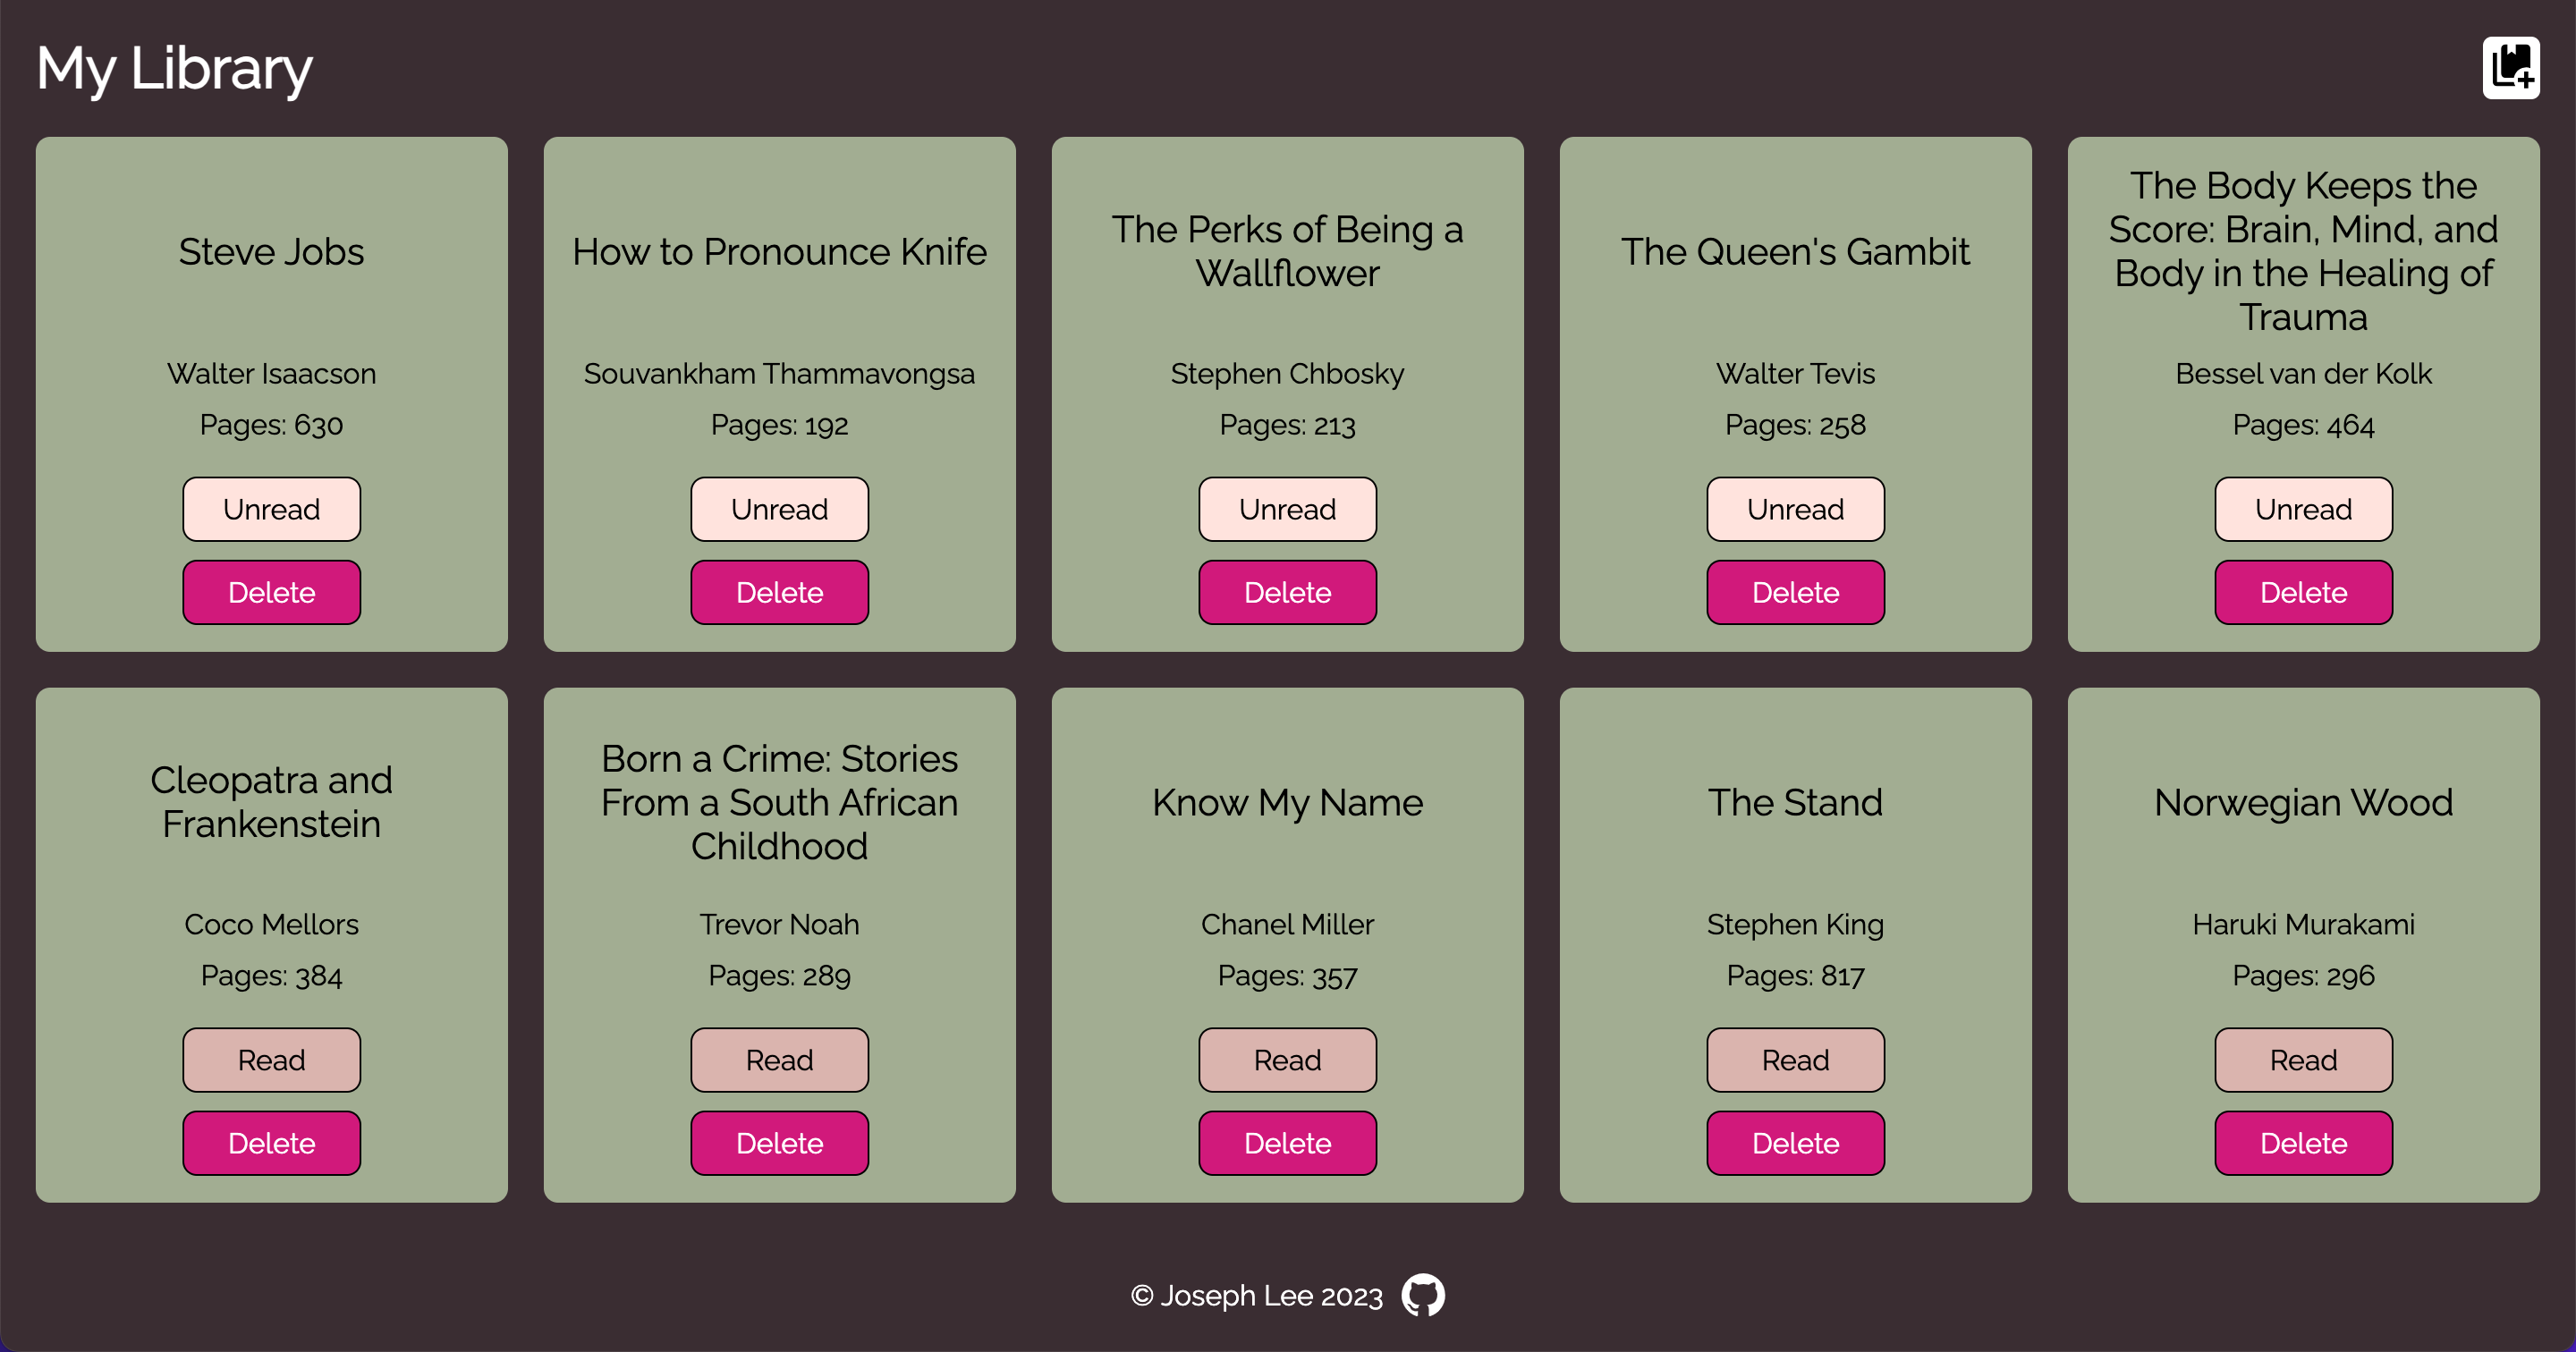 My Library
Steve Jobs
Walter Isaacson
Pages: 630
Unread
Delete
How to Pronounce Knife
Souvankham Thammavongsa
Pages: 192
Unread
Delete
The Perks of Being a
Wallflower
Stephen Chbosky
Pages: 213
Unread
Delete
The Queen's Gambit
Walter Tevis
Pages: 258
Unread
Delete
The Body Keeps the
Score: Brain, Mind, and
Body in the Healing of
Trauma
Bessel van der Kolk
Pages: 464
Unread
Delete
Cleopatra and
Frankenstein
Coco Mellors
Pages: 384
Read
Delete
Born a Crime: Stories
From a South African
Childhood
Trevor Noah
Pages: 289
Read
Delete
Know My Name
Chanel Miller
Pages: 357
Read
Delete
The Stand
Stephen King
Pages: 817
Read
Delete
Norwegian Wood
Haruki Murakami
Pages: 296
Read
Delete
© Joseph Lee 2023